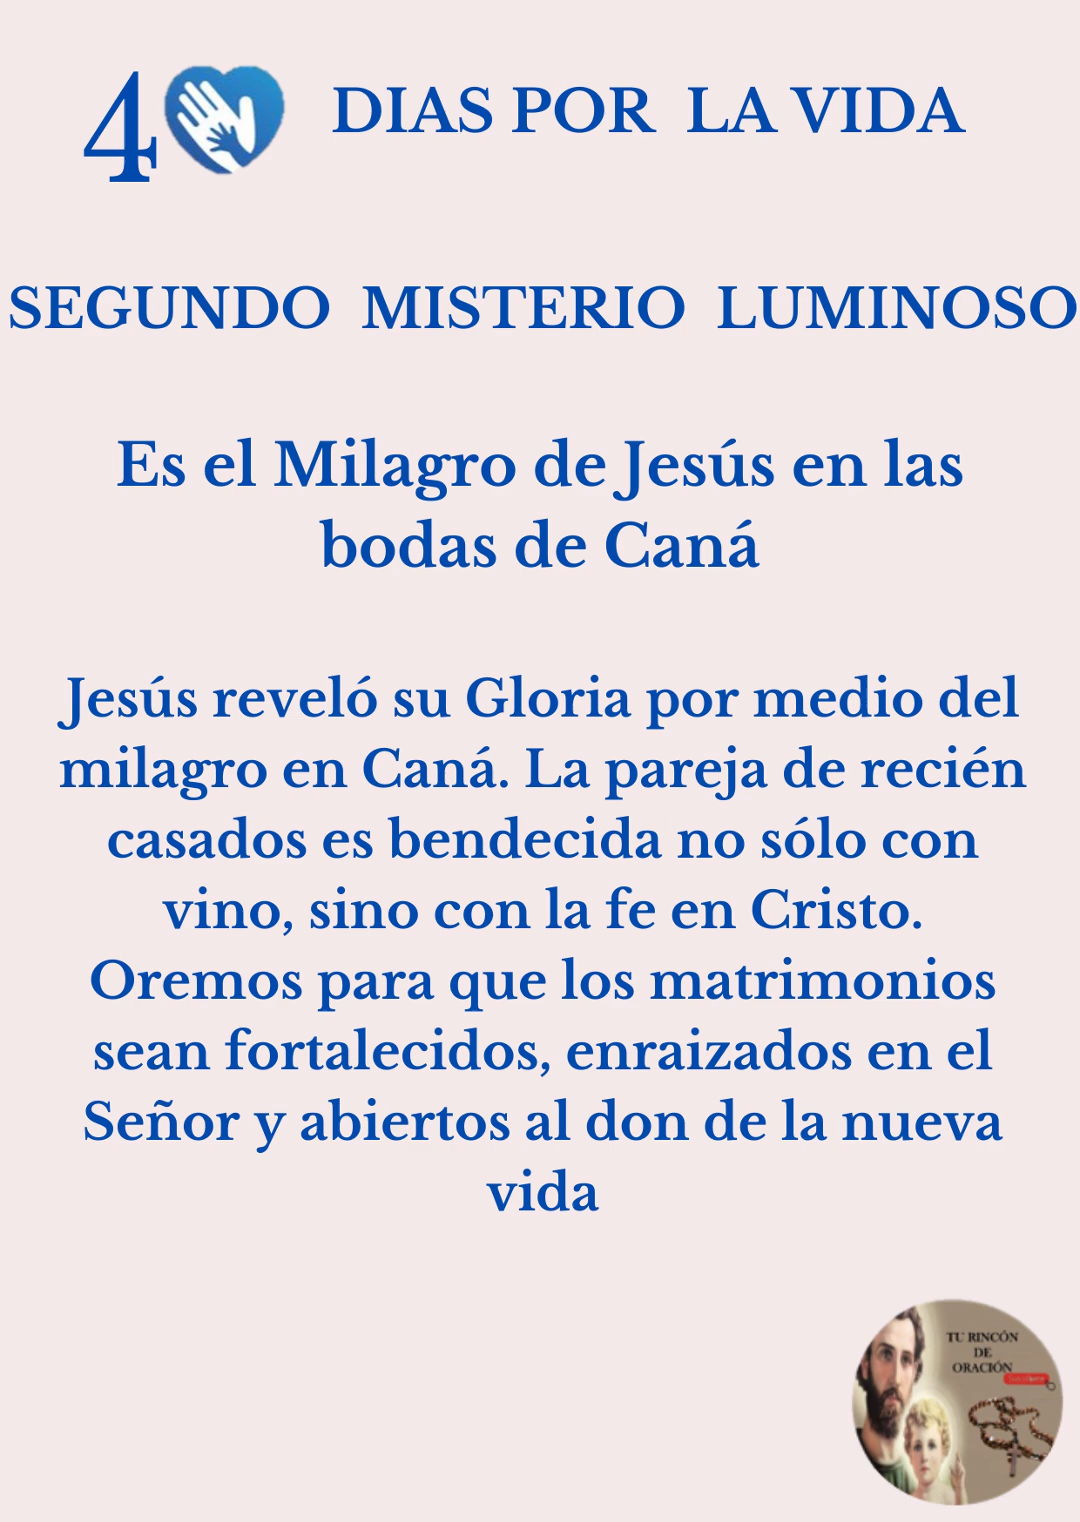 40 DIAS POR LA VIDA
SEGUNDO MISTERIO LUMINOSO
Es el Milagro de Jesús en las
bodas de Caná
Jesús reveló su Gloria por medio del
milagro en Caná. La pareja de recién
casados es bendecida no sólo con
vino, sino con la fe en Cristo.
Oremos para que los matrimonios
sean fortalecidos, enraizados en el
Señor y abiertos al don de la nueva
vida
TU RINCÓN
DE
ORACIÓN